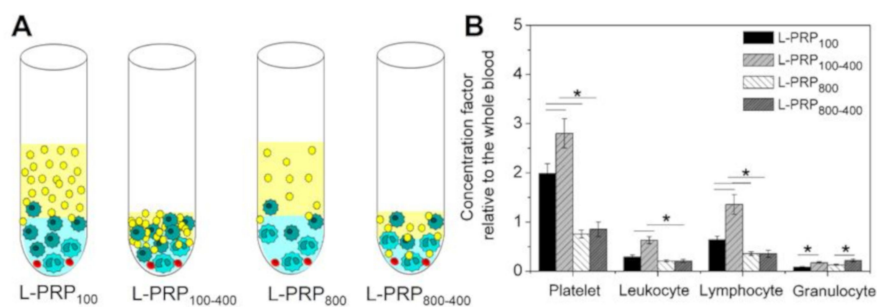 A
L-PRP100
L-PRP100-400
L-PRP800
L-PRP800-400
B
Concentration factor
relative to the whole blood
5
4
3
2
1
0
L-PRP100
L-PRP100-400
L-PRP800
L-PRP800-400
*
*
*
*
*
Platelet
Leukocyte
Lymphocyte
Granulocyte